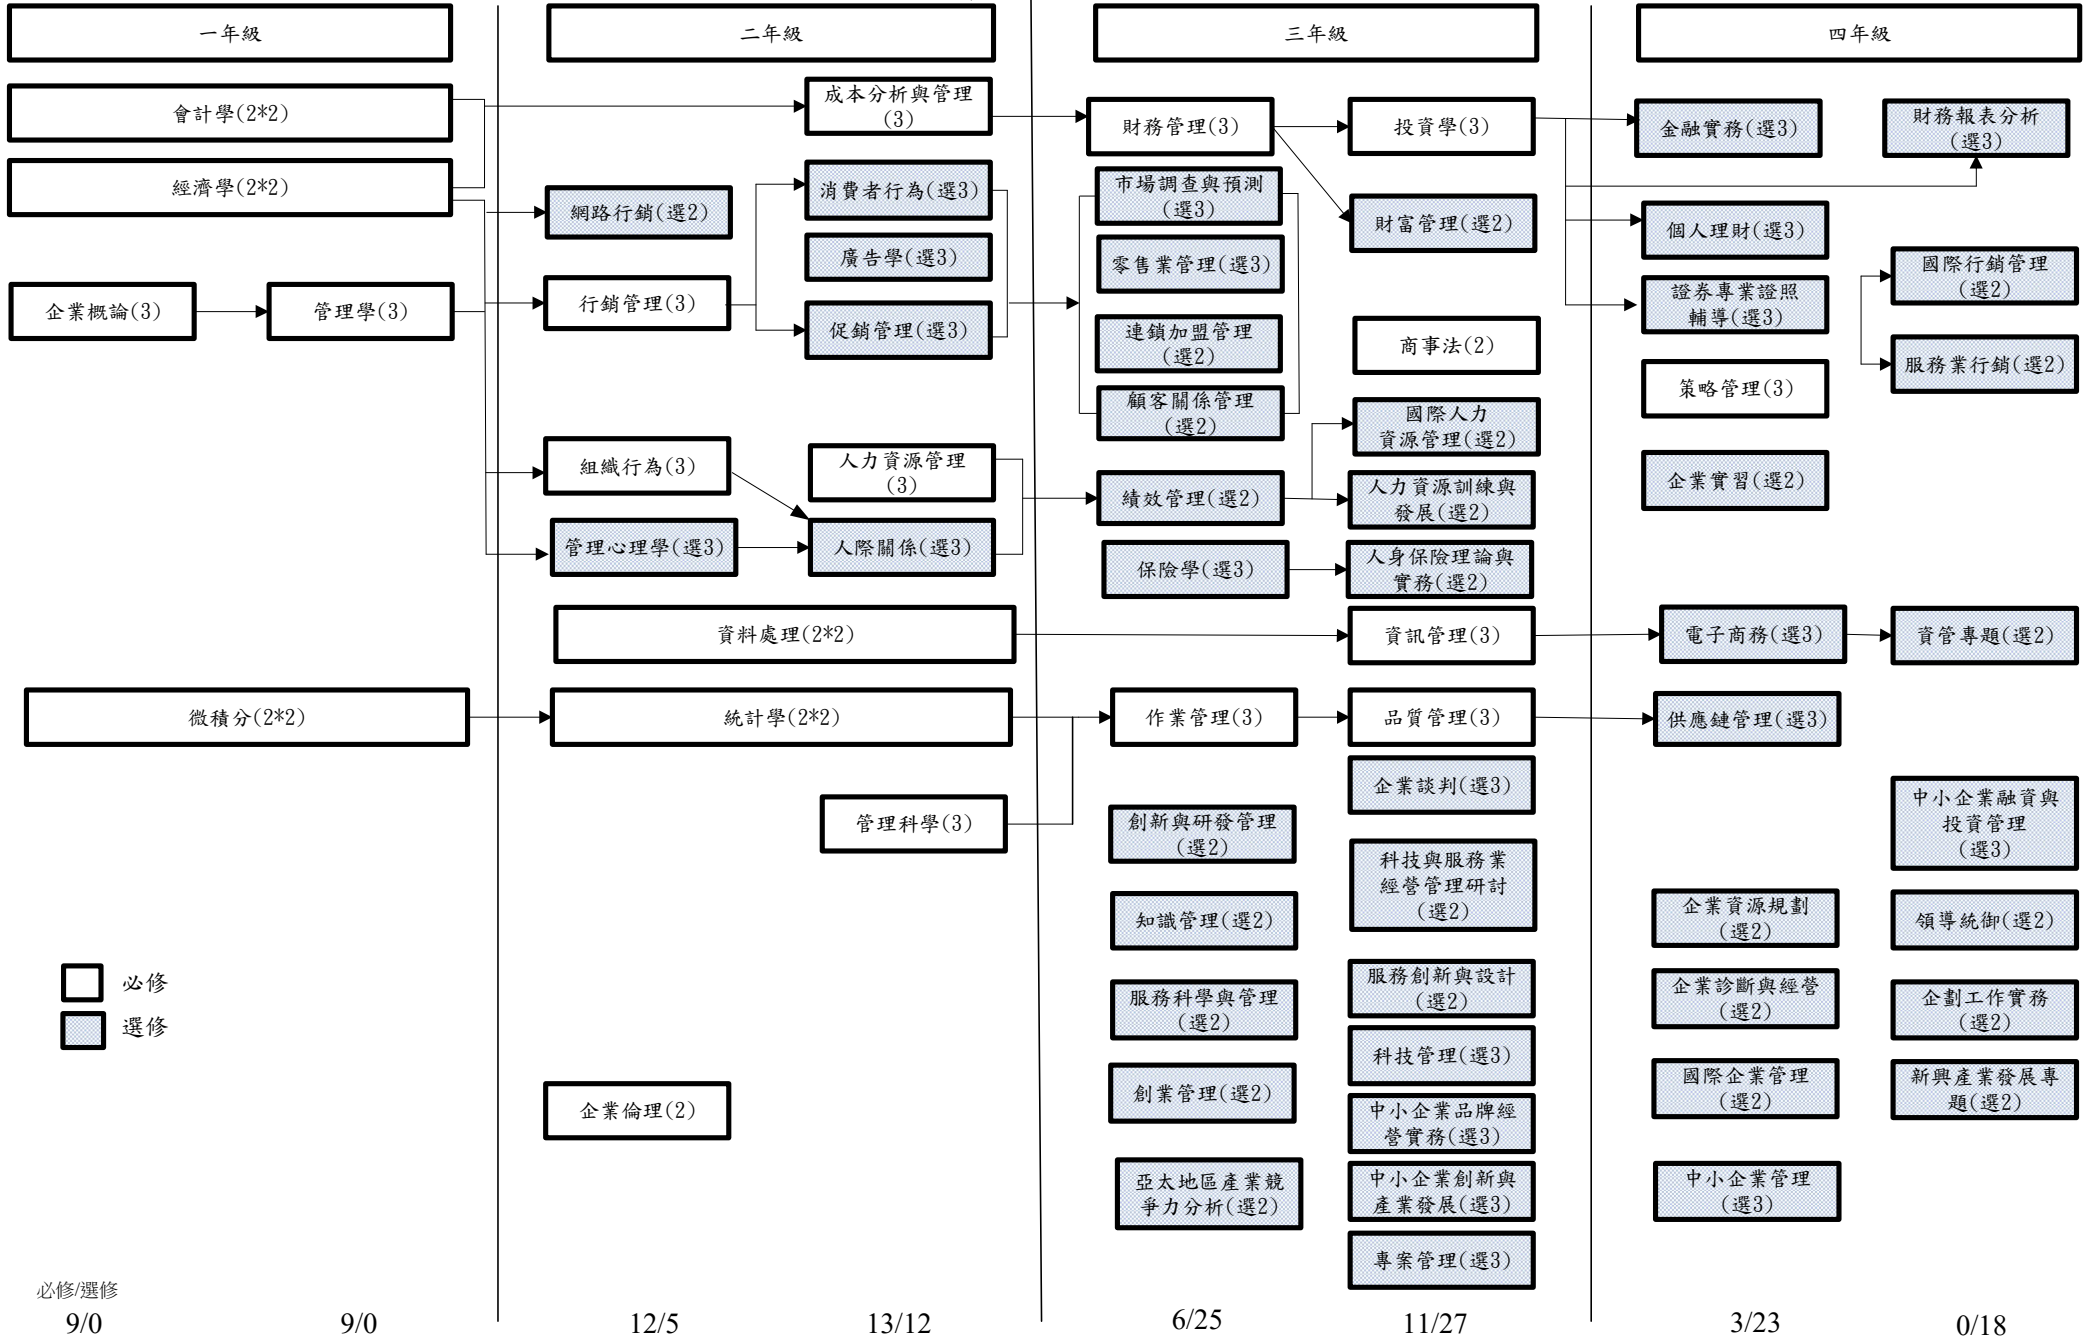 一年級
二年級
三年級
四年級
會計學(2*2)
經濟學(2*2)
企業概論(3)
管理學(3)
微積分(2*2)
必修
選修
成本分析與管理
(3)
網路行銷(選2)
消費者行為(選3)
廣告學(選3)
行銷管理(3)
促銷管理(選3)
組織行為(3)
人力資源管理
(3)
管理心理學(選3)
人際關係(選3)
資料處理(2*2)
統計學(2*2)
管理科學(3)
企業倫理(2)
財務管理(3)
市場調查與預測
(選3)
零售業管理(選3)
連鎖加盟管理
(選2)
顧客關係管理
(選2)
績效管理(選2)
保險學(選3)
作業管理(3)
創新與研發管理
(選2)
知識管理(選2)
服務科學與管理
(選2)
創業管理(選2)
亞太地區產業競
爭力分析(選2)
投資學(3)
財富管理(選2)
商事法(2)
國際人力
資源管理(選2)
人力資源訓練與
發展(選2)
人身保險理論與
實務(選2)
資訊管理(3)
品質管理(3)
企業談判(選3)
科技與服務業
經營管理研討
(選2)
服務創新與設計
(選2)
科技管理(選3)
中小企業品牌經
營實務(選3)
中小企業創新與
產業發展(選3)
專案管理(選3)
金融實務(選3)
個人理財(選3)
證券專業證照
輔導(選3)
策略管理(3)
企業實習(選2)
電子商務(選3)
供應鏈管理(選3)
企業資源規劃
(選2)
企業診斷與經營
(選2)
國際企業管理
(選2)
中小企業管理
(選3)
財務報表分析
(選3)
國際行銷管理
(選2)
服務業行銷(選2)
資管專題(選2)
中小企業融資與
投資管理
(選3)
領導統御(選2)
企劃工作實務
(選2)
新興產業發展專
題(選2)
必修/選修
9/0
9/0
12/5
13/12
6/25
11/27
3/23
0/18